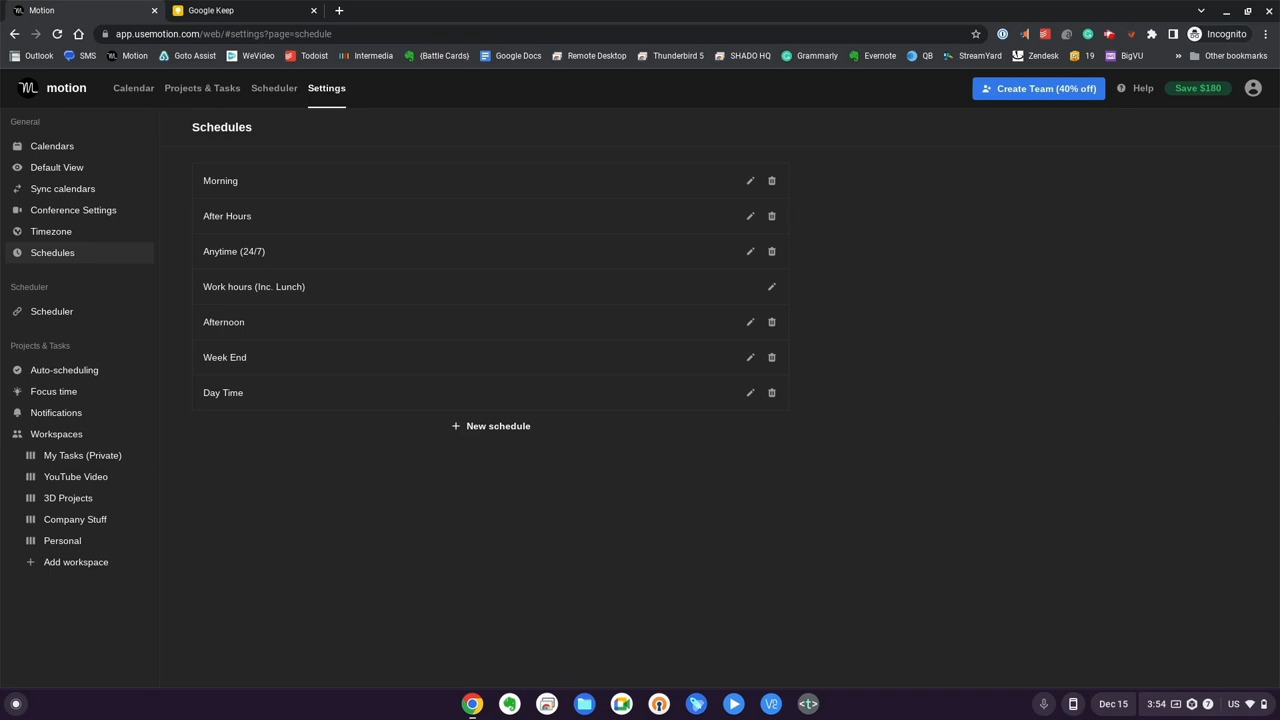 Motion
Google Keep
app.usemotion.com/web/#settings?page=schedule
Incognito
Outlook
SMS
Motion
Goto Assist
WeVideo
Todoist
Intermedia
(Battle Cards)
Google Docs
Remote Desktop
Thunderbird 5
SHADO HQ
Grammarly
Evernote
QB
StreamYard
Zendesk
19
BigVU
Other bookmarks
motion
Calendar
Projects & Tasks
Scheduler
Settings
Create Team (40% off)
Help
Save $180
General
Calendars
Default View
Sync calendars
Conference Settings
Timezone
Schedules
Scheduler
Scheduler
Projects & Tasks
Auto-scheduling
Focus time
Notifications
Workspaces
My Tasks (Private)
YouTube Video
3D Projects
Company Stuff
Personal
Add workspace
Schedules
Morning
After Hours
Anytime (24/7)
Work hours (Inc. Lunch)
Afternoon
Week End
Day Time
New schedule
Dec 15
3:54
7
US